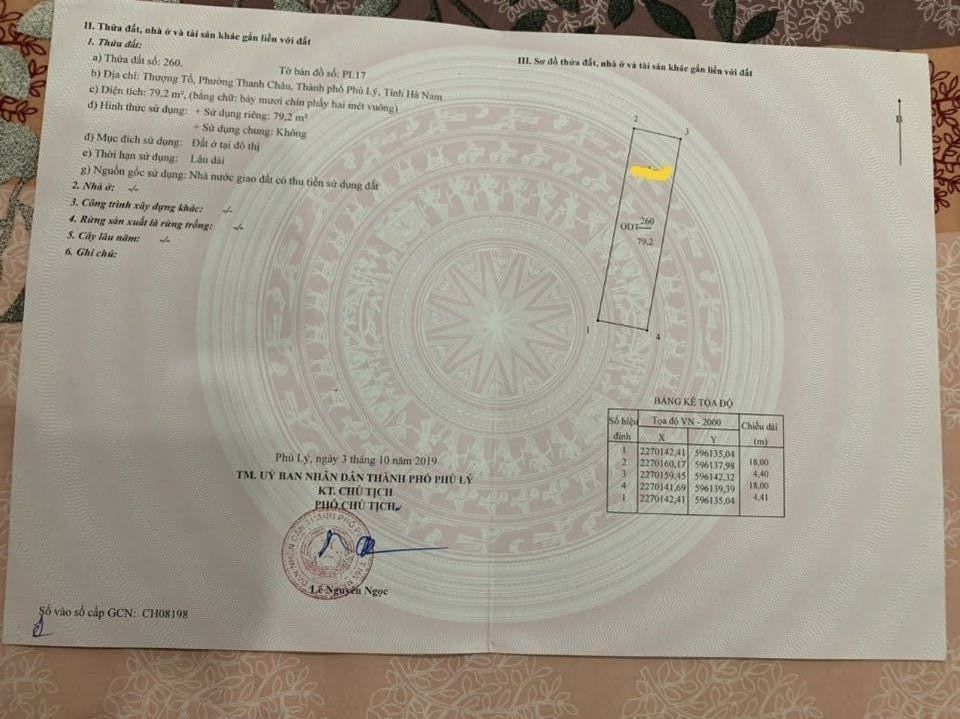 II. Thửa đất, nhà ở và tài sản khác gắn liền với đất
1. Thửa đất:
a) Thửa đất số: 260. Tờ bản đồ số: PL17
b) Địa chỉ: Thượng Tổ, Phường Thanh Châu, Thành phố Phủ Lý, Tỉnh Hà Nam
c) Diện tích: 79,2 m², (bằng chữ: bảy mươi chín phẩy hai mét vuông)
d) Hình thức sử dụng: + Sử dụng riêng: 79,2 m²
+ Sử dụng chung: Không
đ) Mục đích sử dụng: Đất ở tại đô thị
e) Thời hạn sử dụng: Lâu dài
g) Nguồn gốc sử dụng: Nhà nước giao đất có thu tiền sử dụng đất
2. Nhà ở: -/-
3. Công trình xây dựng khác: -/-
4. Rừng sản xuất là rừng trồng: -/-
5. Cây lâu năm: -/-
6. Ghi chú:
Phủ Lý, ngày 3 tháng 10 năm 2019
TM. UỶ BAN NHÂN DÂN THÀNH PHỐ PHỦ LÝ
KT. CHỦ TỊCH
PHÓ CHỦ TỊCH
Lê Nguyên Ngọc
Số vào sổ cấp GCN: CH08198
III. Sơ đồ thửa đất, nhà ở và tài sản khác gắn liền với đất
B
2
3
ODT 260
79,2
1
4
BẢNG KÊ TỌA ĐỘ
Số hiệu đỉnh Tọa độ VN - 2000 Chiều dài
X Y (m)
1 2270142,41 596135,04
18,00
2 2270160,17 596137,98
4,40
3 2270159,45 596142,32
18,00
4 2270141,69 596139,39
4,41
1 2270142,41 596135,04